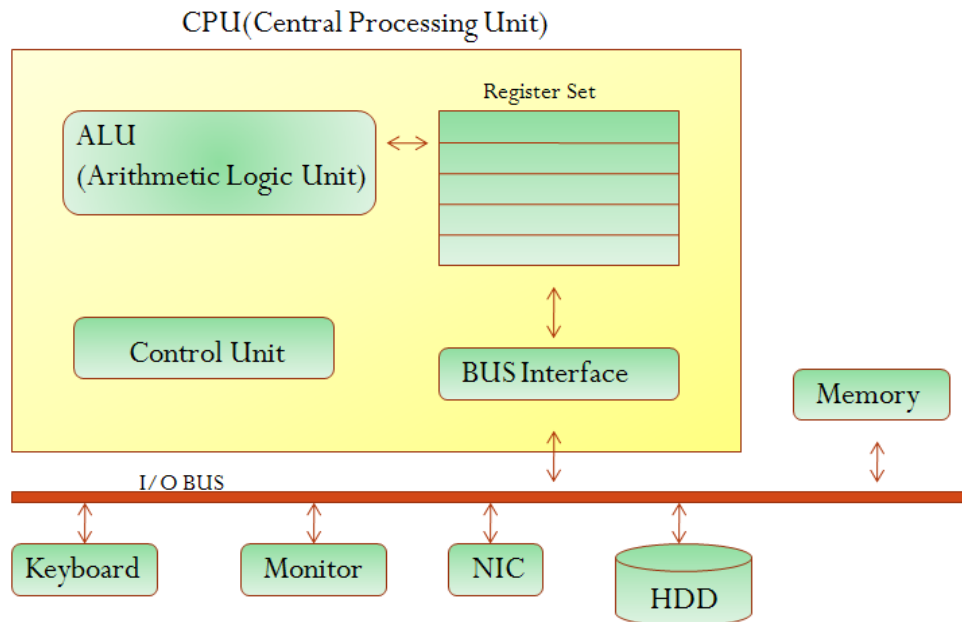 CPU(Central Processing Unit)
Register Set
ALU
(Arithmetic Logic Unit)
Control Unit
BUS Interface
Memory
I/O BUS
Keyboard
Monitor
NIC
HDD